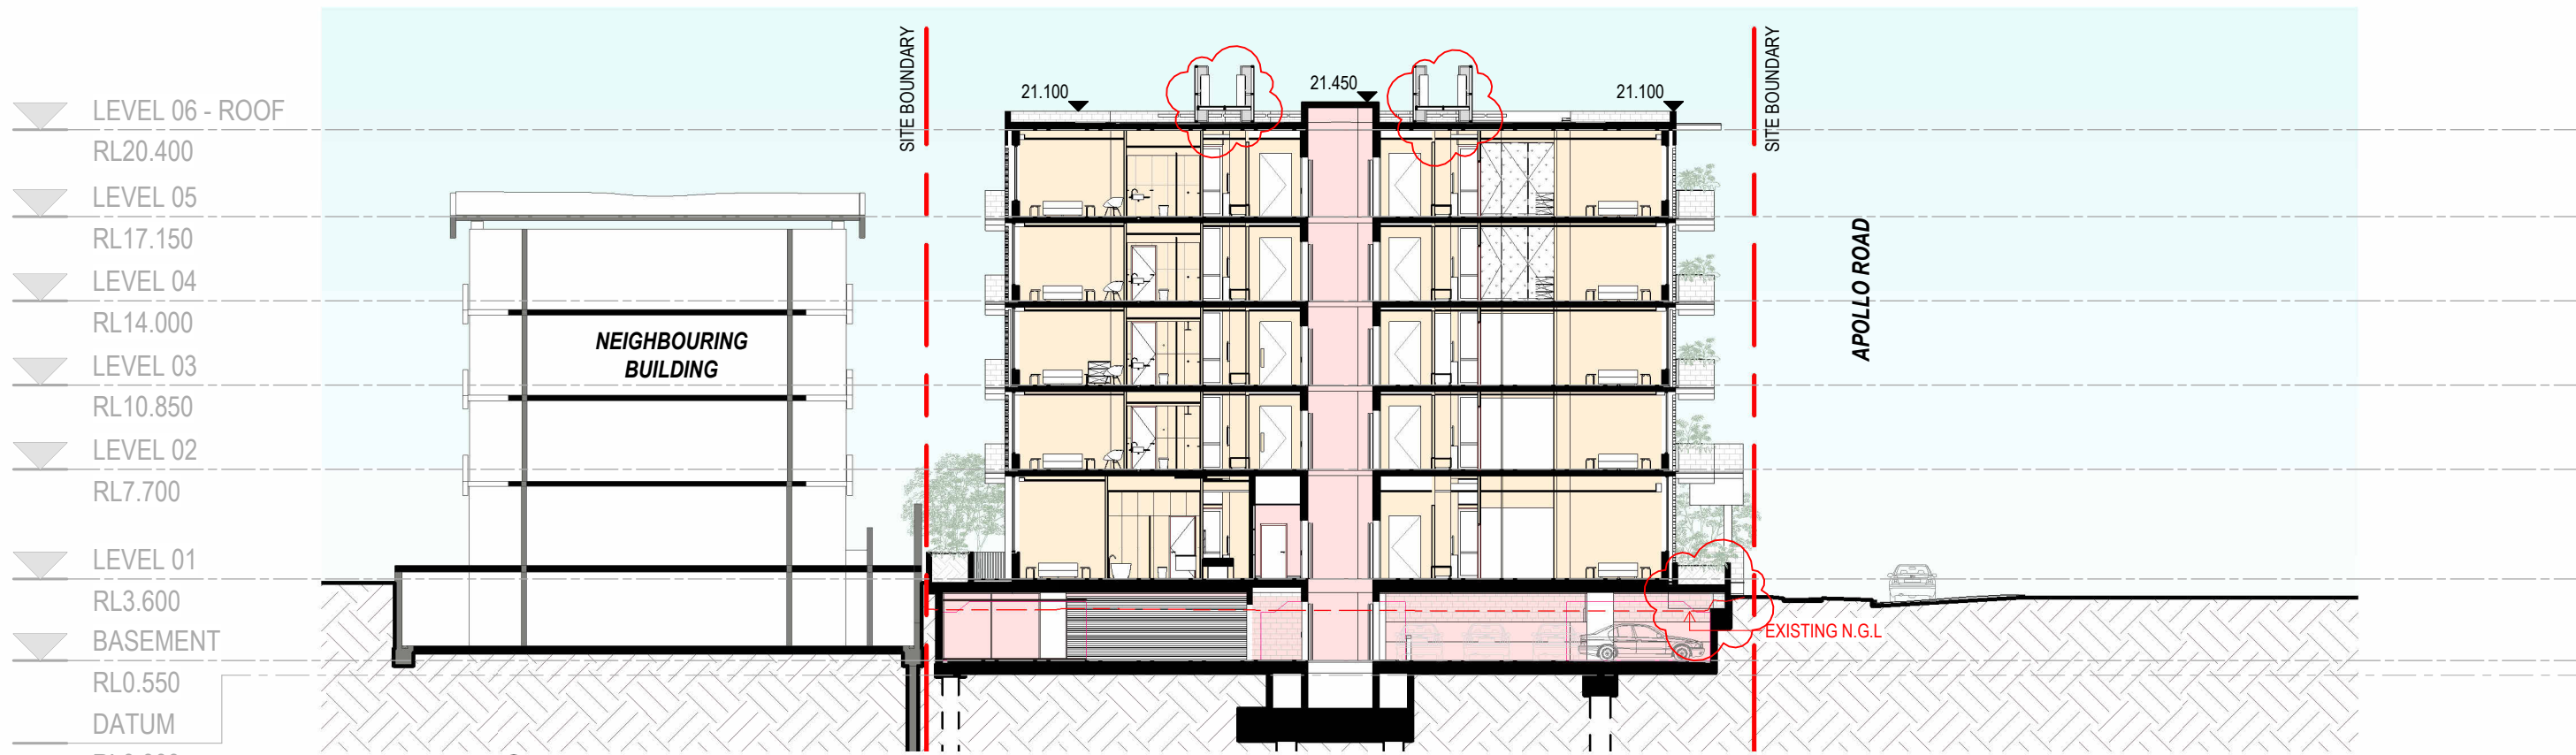 LEVEL 06 - ROOF
RL20.400
LEVEL 05
RL17.150
LEVEL 04
RL14.000
LEVEL 03
RL10.850
LEVEL 02
RL7.700
LEVEL 01
RL3.600
BASEMENT
RL0.550
DATUM
NEIGHBOURING
BUILDING
SITE BOUNDARY
21.100
21.450
21.100
SITE BOUNDARY
APOLLO ROAD
EXISTING N.G.L